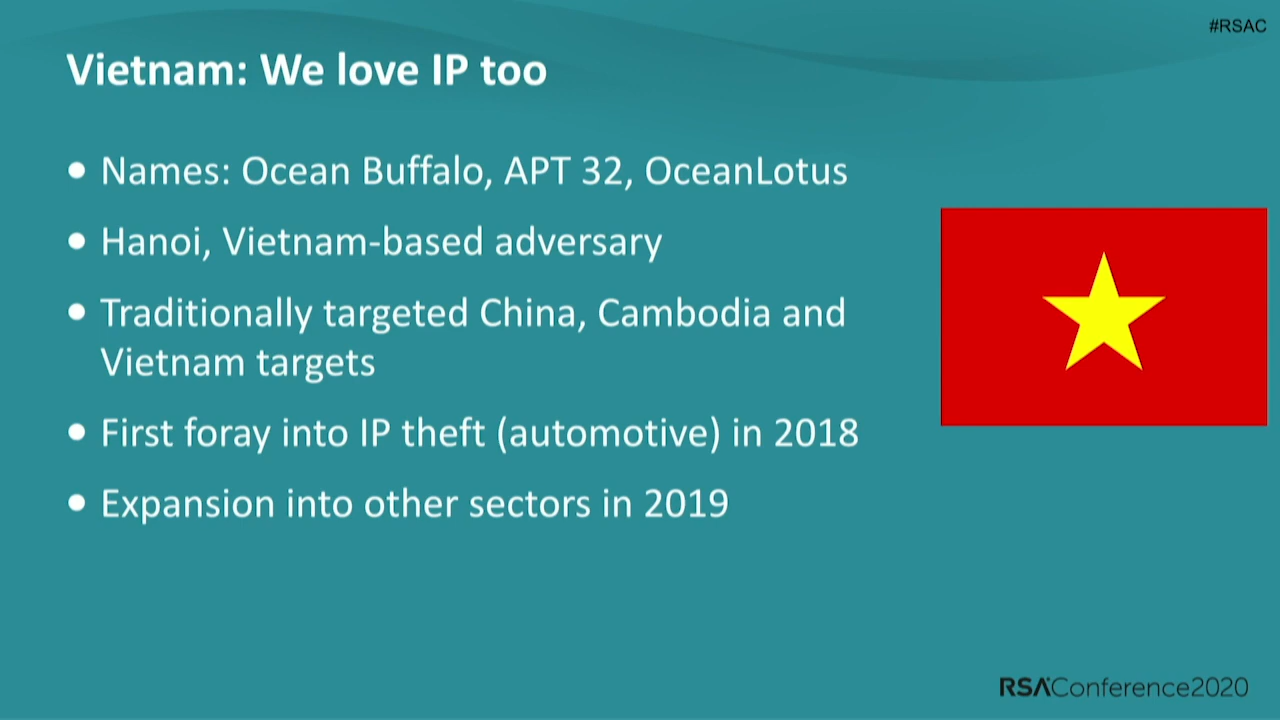 #RSAC
Vietnam: We love IP too
• Names: Ocean Buffalo, APT 32, OceanLotus
• Hanoi, Vietnam-based adversary
• Traditionally targeted China, Cambodia and
Vietnam targets
• First foray into IP theft (automotive) in 2018
• Expansion into other sectors in 2019
RSAConference2020